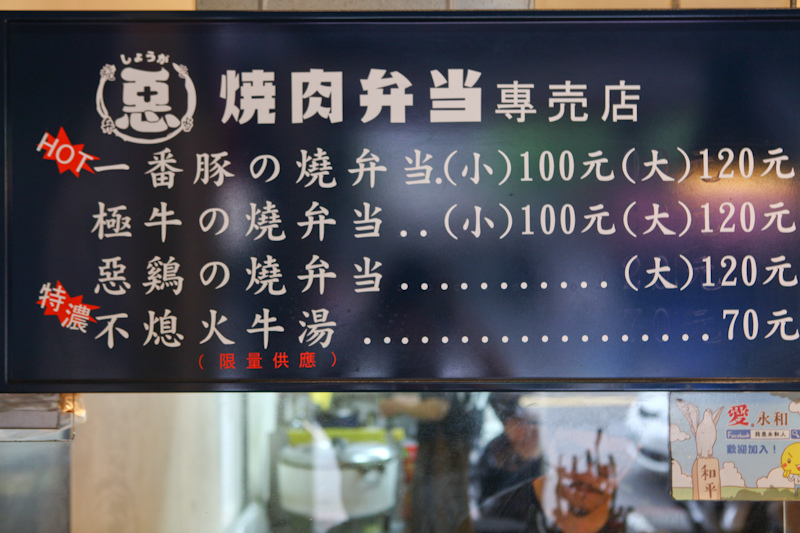 しょうが
惡 燒肉弁当 專売店
HOT 一番豚の燒弁当.(小)100元(大)120元
極牛の燒弁当..(小)100元(大)120元
惡鶏の燒弁当...........(大)120元
特濃 不熄火牛湯.................70元
(限量供應)
愛永和
歡迎加入!
和平